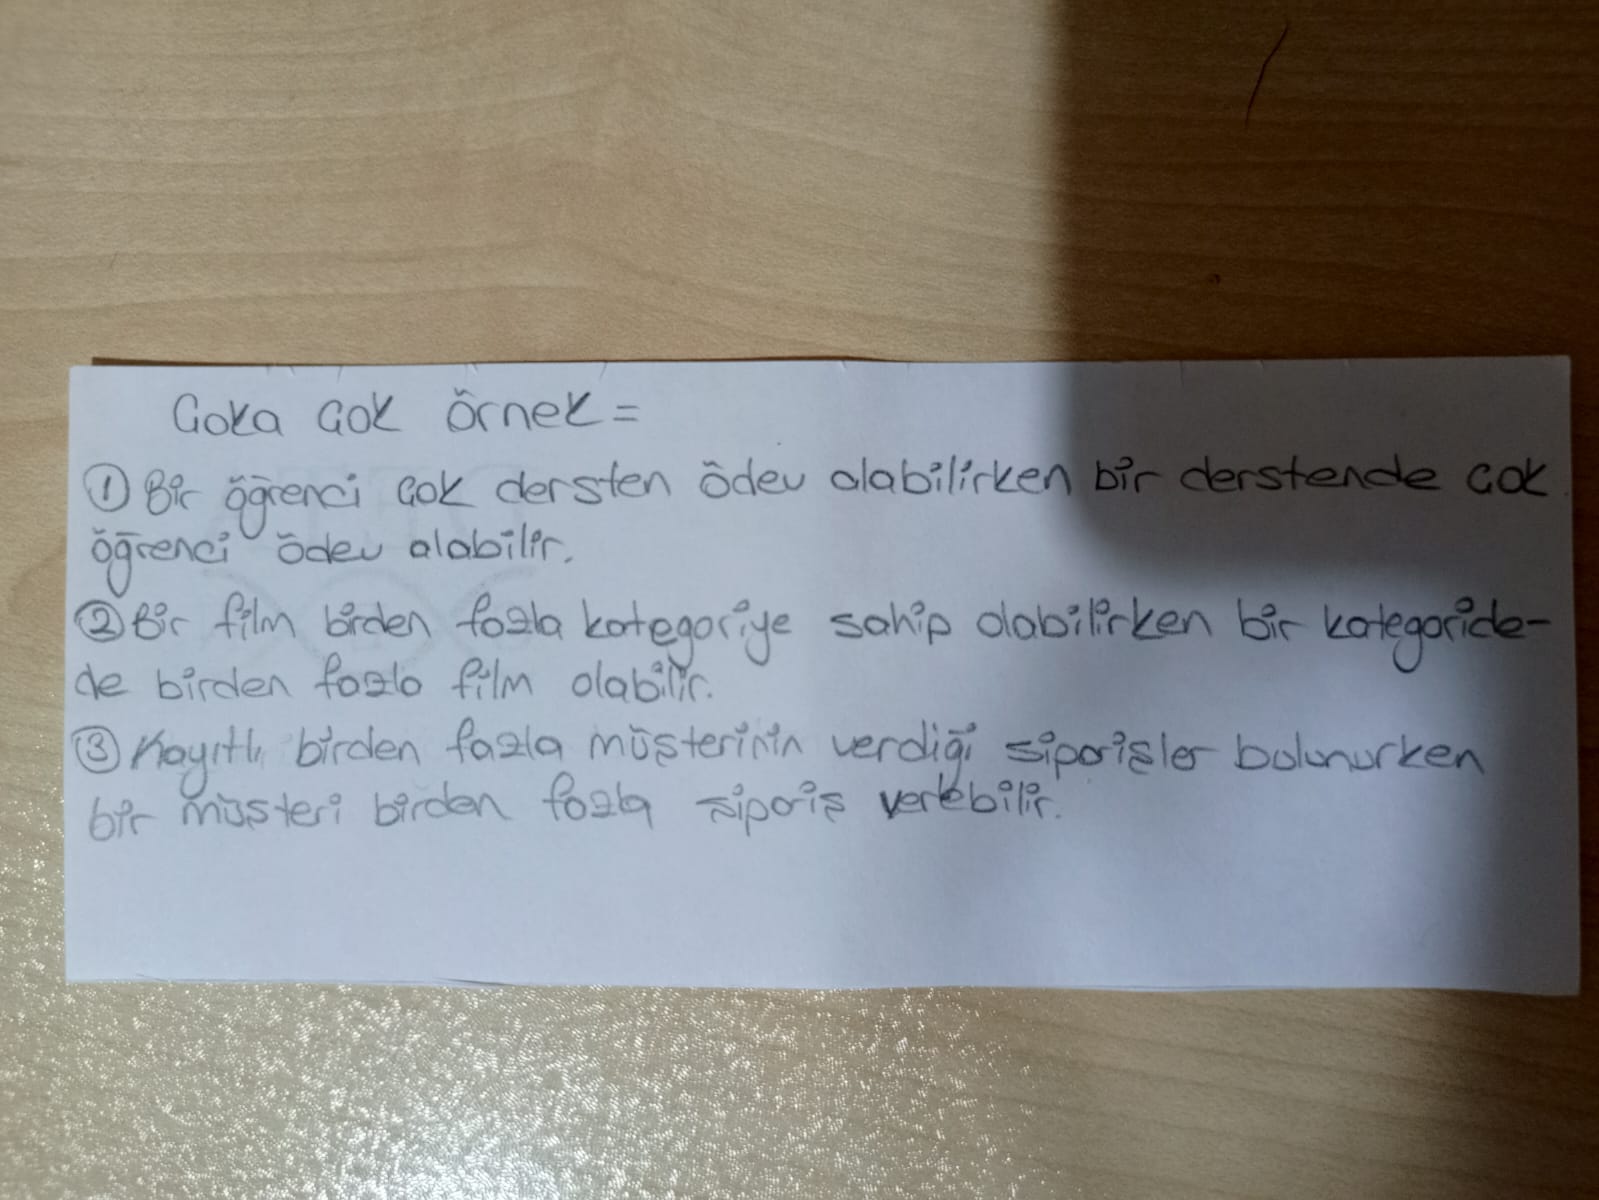 Çoka çok örnek =
① Bir öğrenci çok dersten ödev alabilirken bir derstende çok
öğrenci ödev alabilir.
② Bir film birden fazla kategoriye sahip olabilirken bir kategoride-
de birden fazla film olabilir.
③ Kayıtlı birden fazla müşterinin verdiği siparişler bulunurken
bir müşteri birden fazla sipariş verebilir.